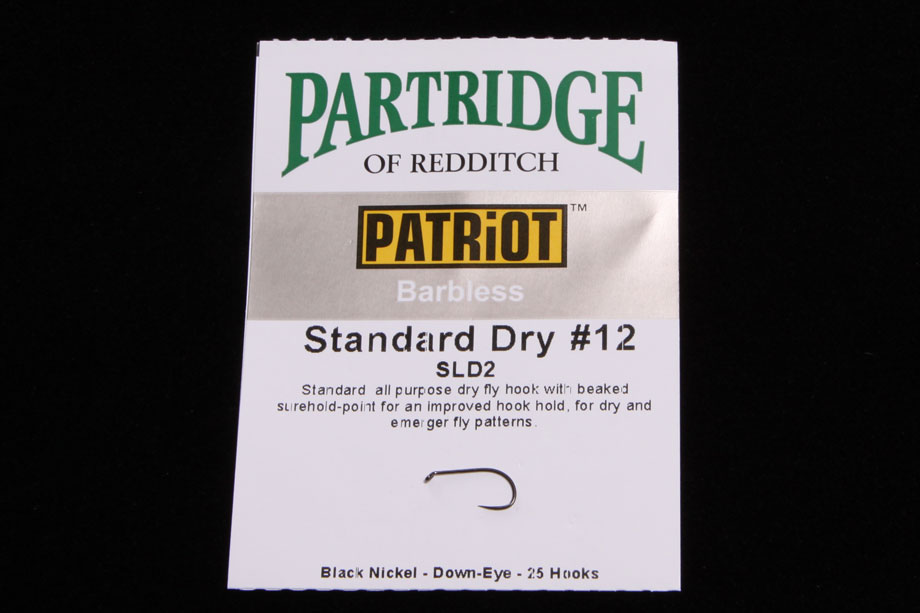 PARTRIDGE
OF REDDITCH
PATRiOT™
Barbless
Standard Dry #12
SLD2
Standard all purpose dry fly hook with beaked
surehold-point for an improved hook hold, for dry and
emerger fly patterns.
Black Nickel - Down-Eye - 25 Hooks